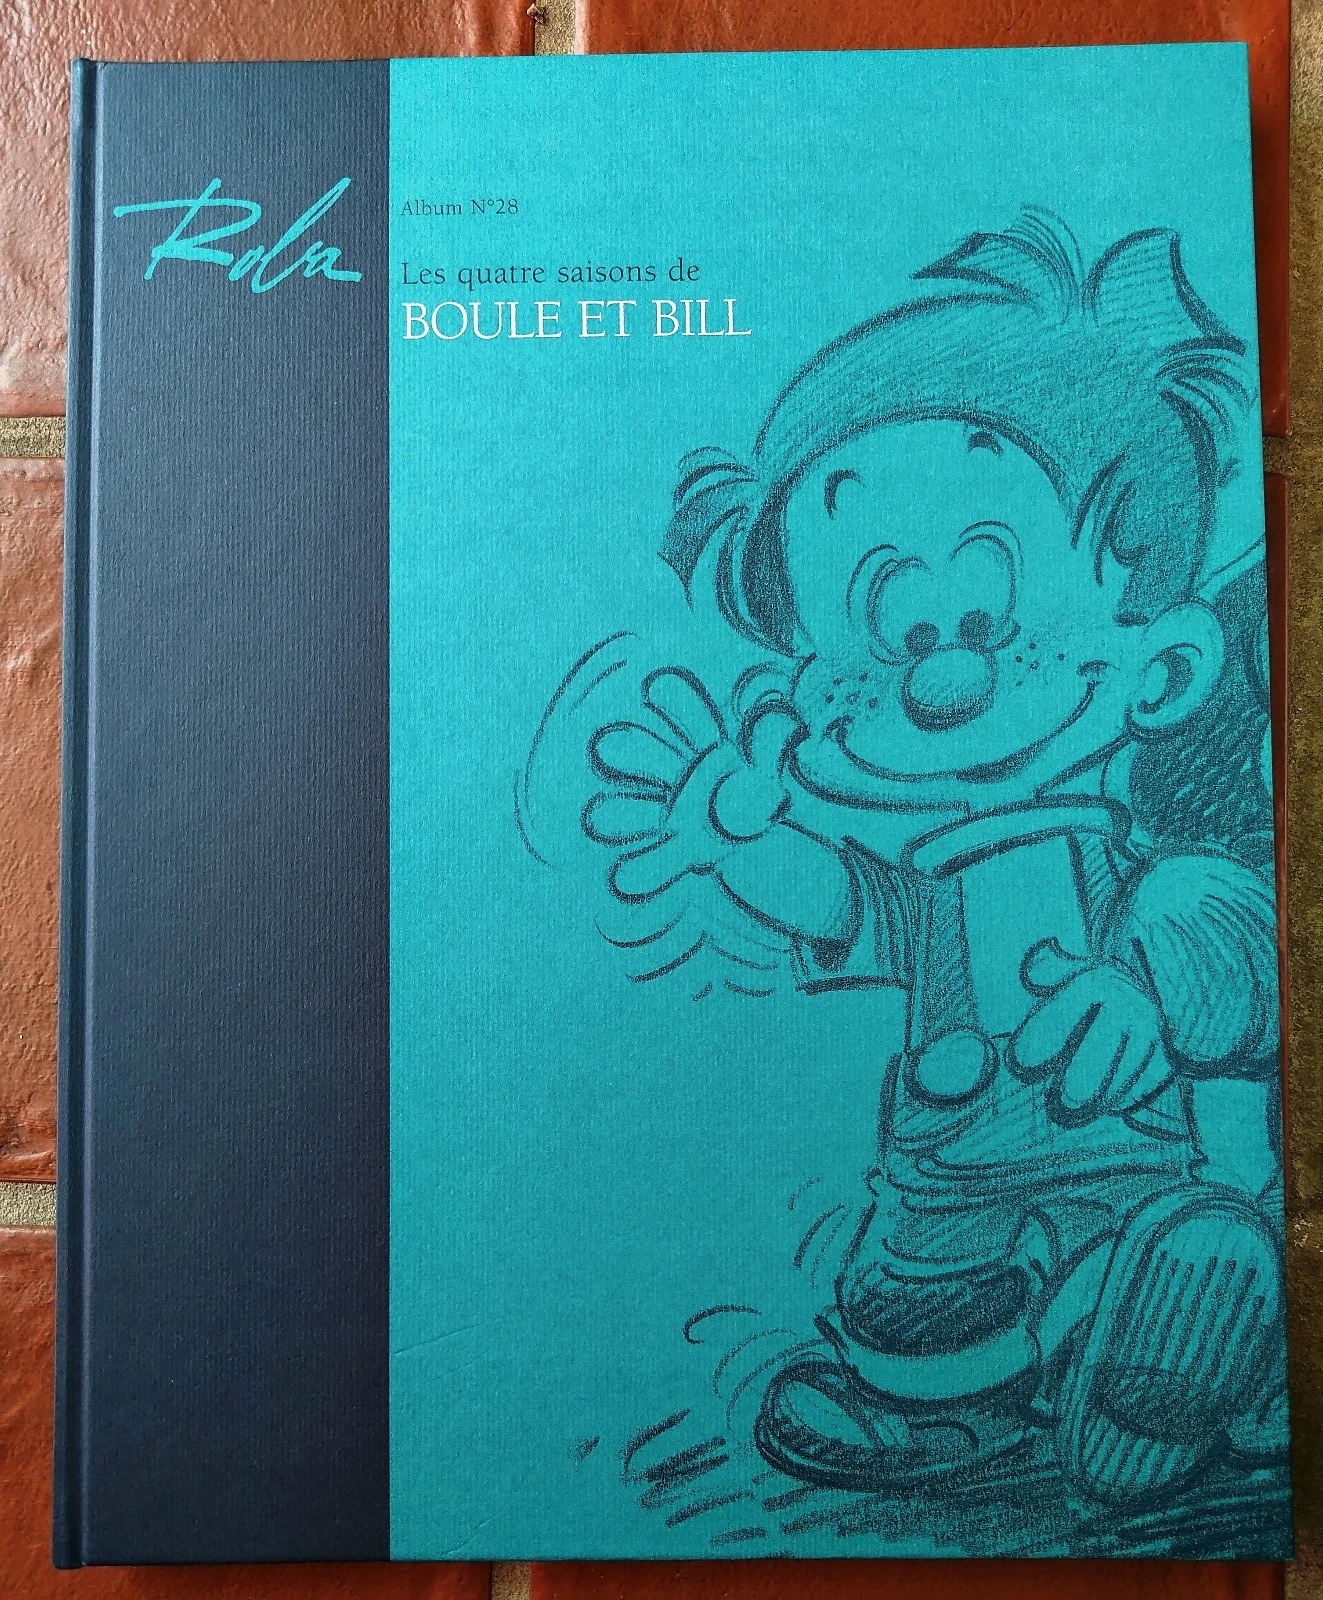 Roba
Album N°28
Les quatre saisons de
BOULE ET BILL